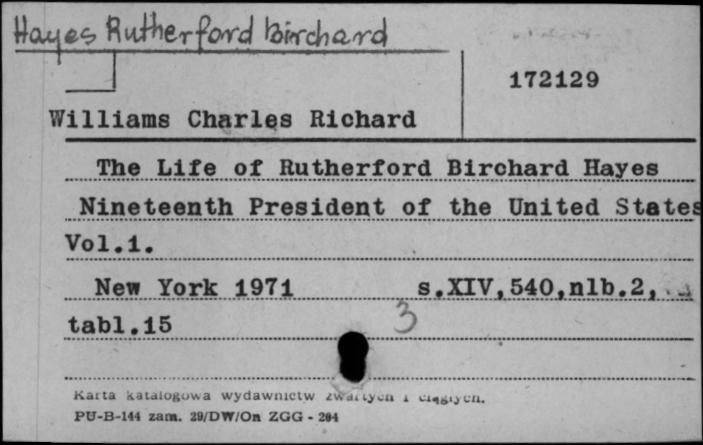 Hayes Rutherford Birchard
172129
Williams Charles Richard
The Life of Rutherford Birchard Hayes
Nineteenth President of the United States
Vol.1.
New York 1971 s.XIV,540,nlb.2,
tabl.15 3
Karta katalogowa wydawnictw zwartych i ciągłych.
PU-B-144 zam. 29/DW/On ZGG - 204